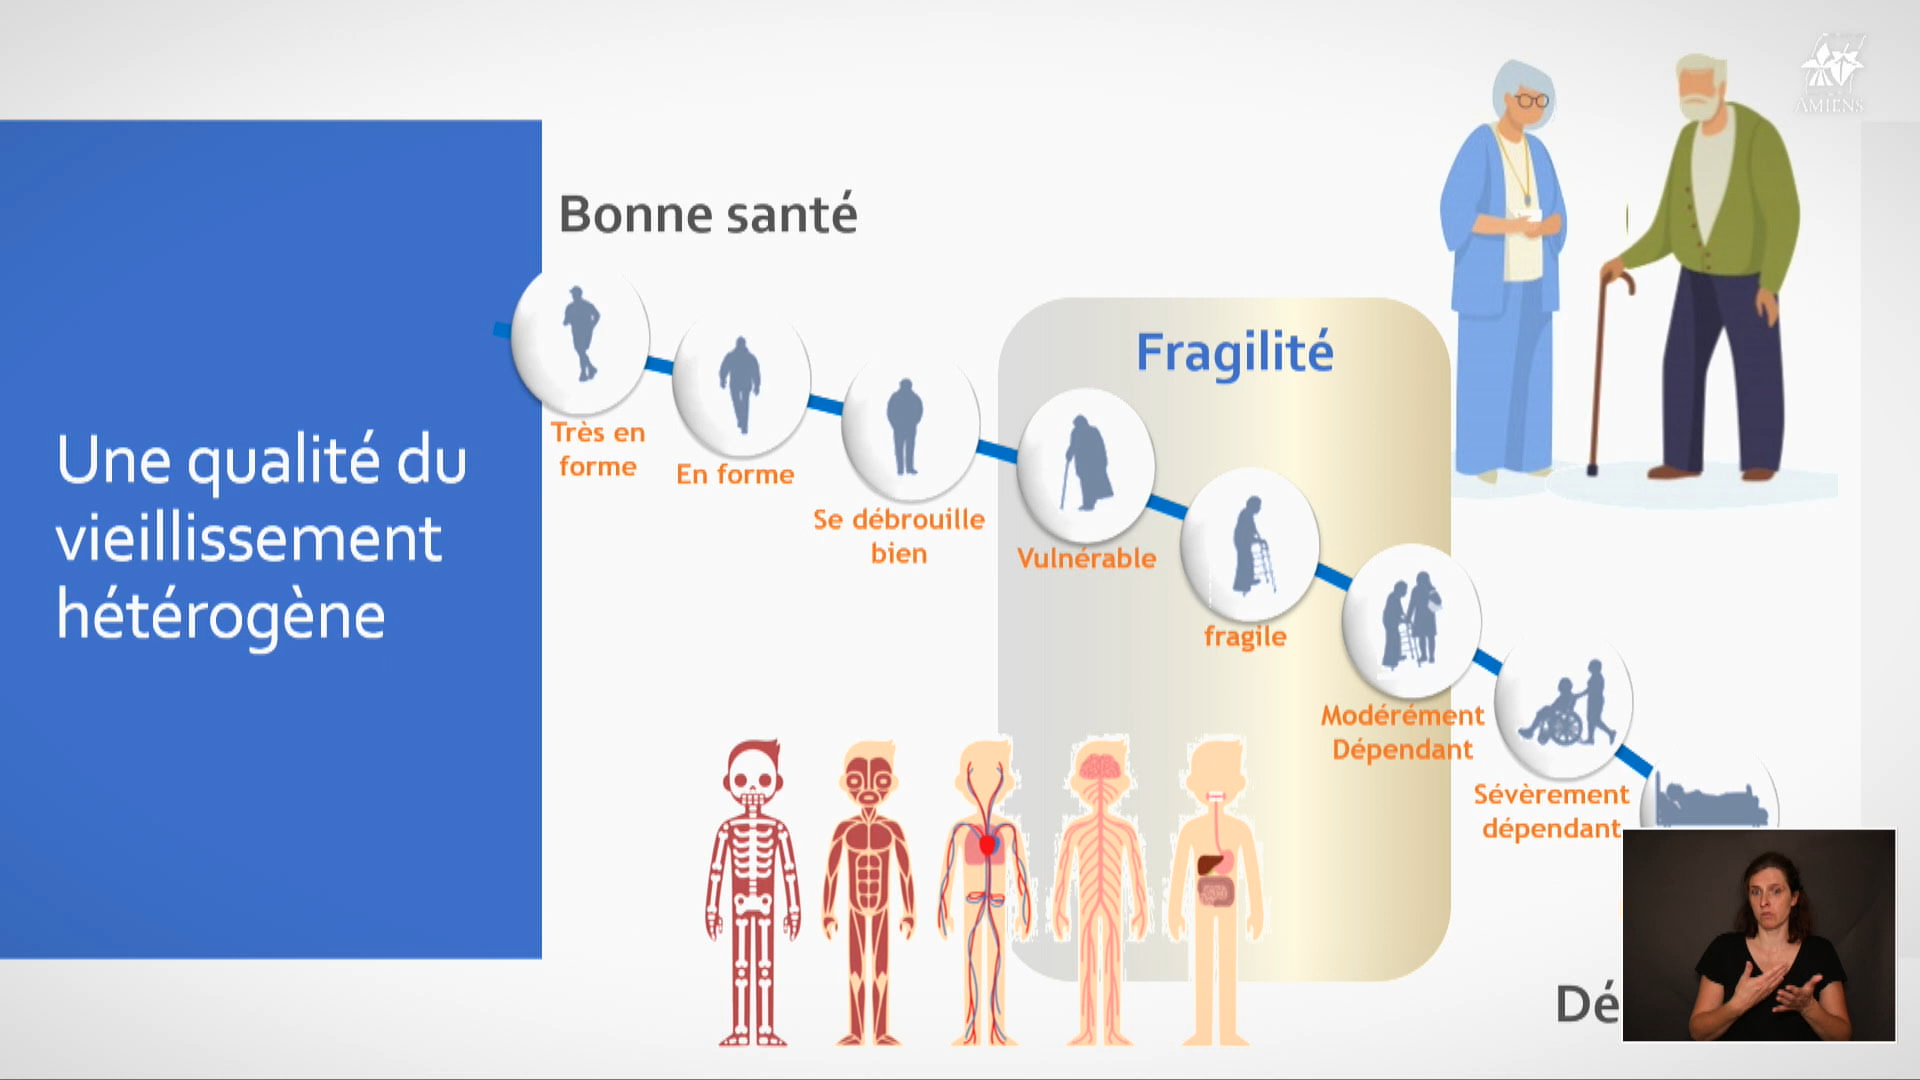 AMIENS
Bonne santé
Une qualité du
vieillissement
hétérogène
Fragilité
Très en
forme
En forme
Se débrouille
bien
Vulnérable
fragile
Modérément
Dépendant
Sévèrement
dépendant
Dé